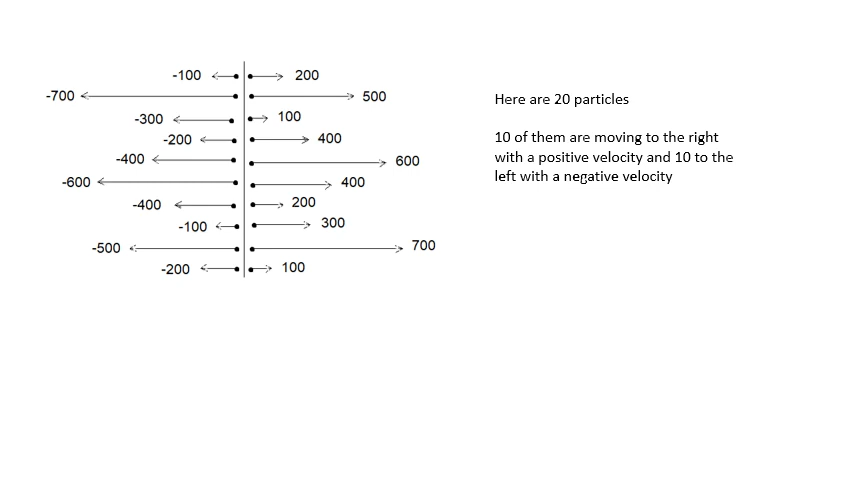 -100 200
-700 500
-300 100
-200 400
-400 600
-600 400
-400 200
-100 300
-500 700
-200 100
Here are 20 particles
10 of them are moving to the right
with a positive velocity and 10 to the
left with a negative velocity